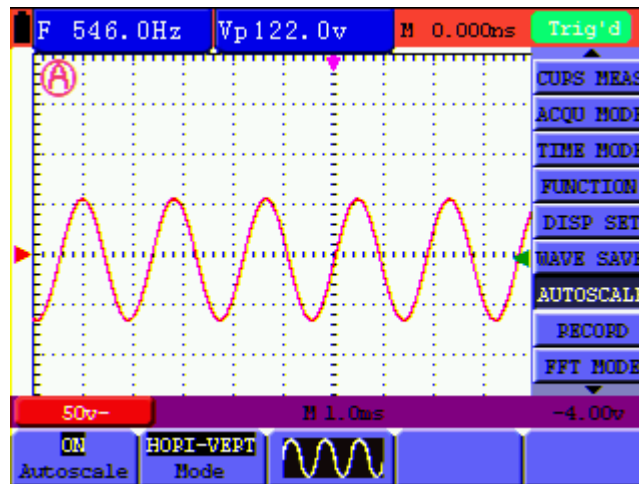 F 546.0Hz Vp122.0v M 0.000ns Trig'd
A
CURS MEAS
ACQU MODE
TIME MODE
FUNCTION
DISP SET
WAVE SAVE
AUTOSCALE
RECORD
FFT MODE
50v~ M 1.0ms -4.00v
ON HORI-VERT
Autoscale Mode